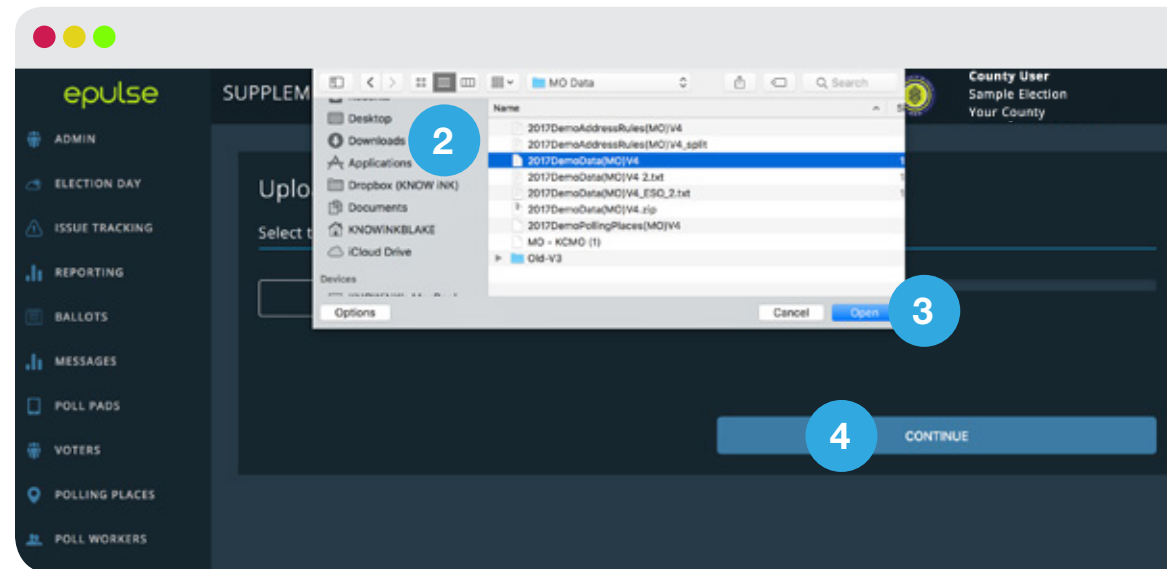 epulse
SUPPLEM
MO Data
Search
County User
Sample Election
Your County
ADMIN
ELECTION DAY
ISSUE TRACKING
REPORTING
BALLOTS
MESSAGES
POLL PADS
VOTERS
POLLING PLACES
POLL WORKERS
Uplo
Select t
Desktop
Downloads
Applications
Dropbox (KNOW INK)
Documents
KNOWINKBLAKE
iCloud Drive
Devices
2
Name
2017DemoAddressRules(MO)V4
2017DemoAddressRules(MO)V4_split
2017DemoData(MO)V4
2017DemoData(MO)V4 2.txt
2017DemoData(MO)V4_ESO_2.txt
2017DemoData(MO)V4.zip
2017DemoPollingPlaces(MO)V4
MO - KCMO (1)
Old-V3
Options
Cancel
Open
3
4
CONTINUE